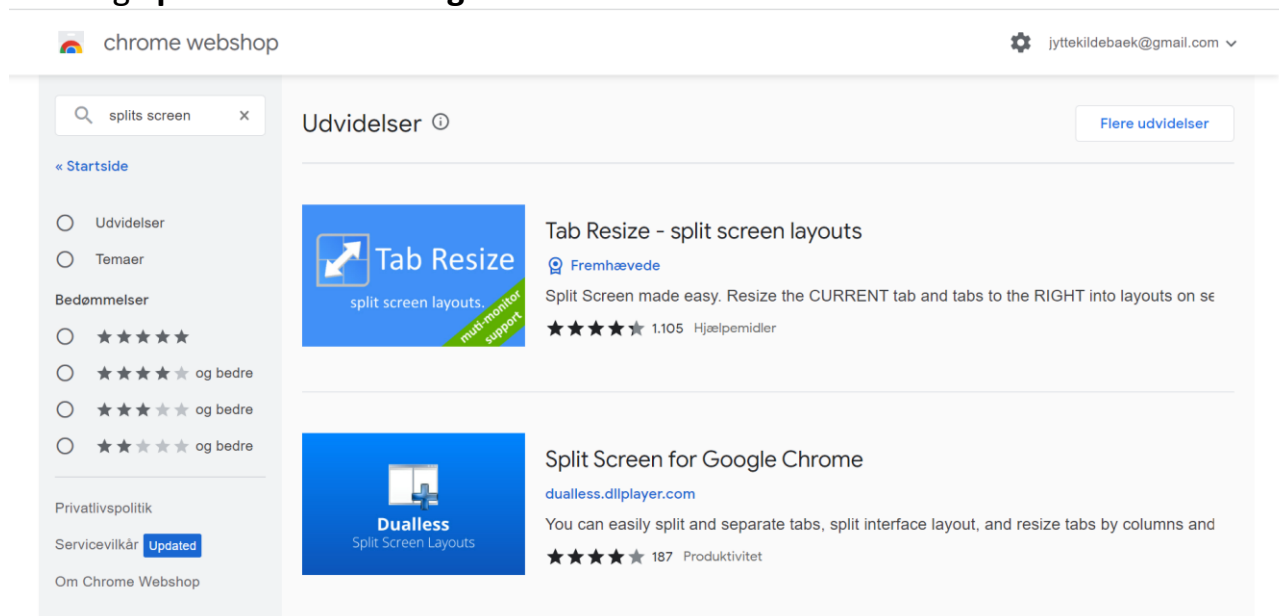 chrome webshop
jyttekildebaek@gmail.com
splits screen
« Startside
Udvidelser
Temaer
Bedømmelser
og bedre
og bedre
og bedre
Privatlivspolitik
Servicevilkår Updated
Om Chrome Webshop
Udvidelser
Flere udvidelser
Tab Resize
split screen layouts.
muti-monitor
support
Tab Resize - split screen layouts
Fremhævede
Split Screen made easy. Resize the CURRENT tab and tabs to the RIGHT into layouts on se
1.105 Hjælpemidler
Dualless
Split Screen Layouts
Split Screen for Google Chrome
dualless.dllplayer.com
You can easily split and separate tabs, split interface layout, and resize tabs by columns and
187 Produktivitet